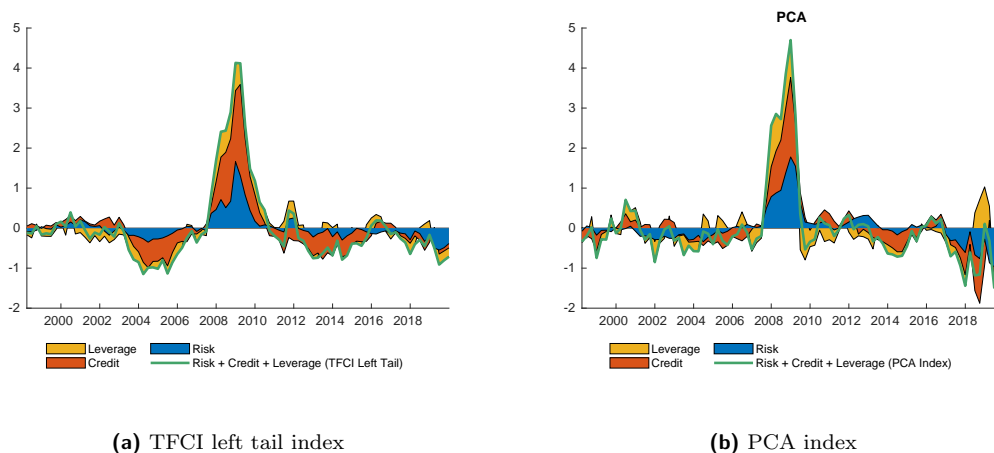 PCA
5
4
3
2
1
0
-1
-2
2000 2002 2004 2006 2008 2010 2012 2014 2016 2018
Leverage Risk
Credit Risk + Credit + Leverage (TFCI Left Tail)
(a) TFCI left tail index
5
4
3
2
1
0
-1
-2
2000 2002 2004 2006 2008 2010 2012 2014 2016 2018
Leverage Risk
Credit Risk + Credit + Leverage (PCA Index)
(b) PCA index